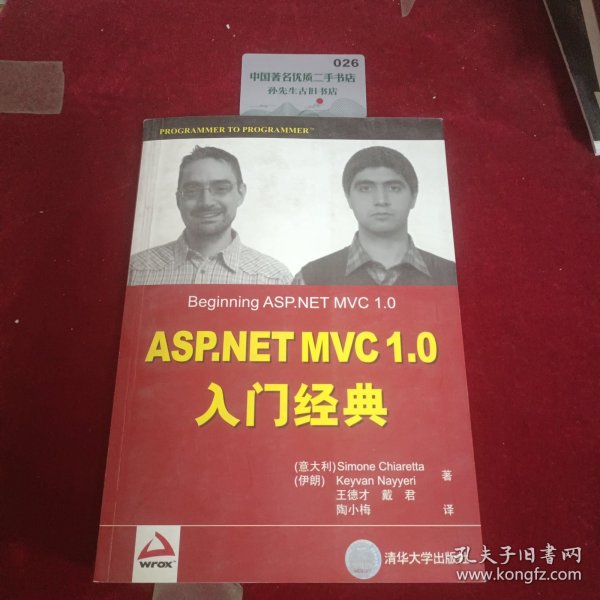 026
中国著名优质二手书店
孙先生古旧书店
PROGRAMMER TO PROGRAMMER™
Beginning ASP.NET MVC 1.0
ASP.NET MVC 1.0
入门经典
(意大利)Simone Chiaretta
(伊朗) Keyvan Nayyeri 著
王德才 戴 君
陶小梅 译
wrox™
清华大学出版
孔夫子旧书网
www.kongfz.com